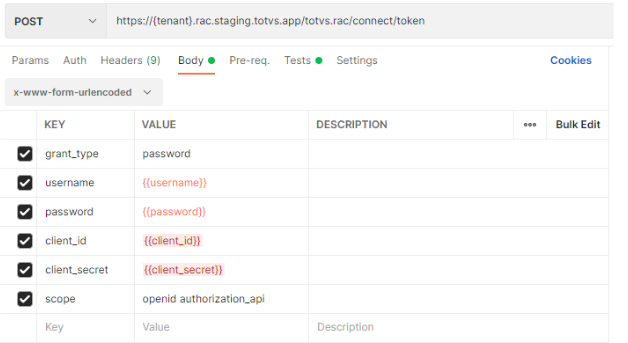 POST https://{tenant}.rac.staging.totvs.app/totvs.rac/connect/token
Params Auth Headers (9) Body Pre-req. Tests Settings Cookies
x-www-form-urlencoded
KEY VALUE DESCRIPTION ••• Bulk Edit
grant_type password
username {{username}}
password {{password}}
client_id {{client_id}}
client_secret {{client_secret}}
scope openid authorization_api
Key Value Description